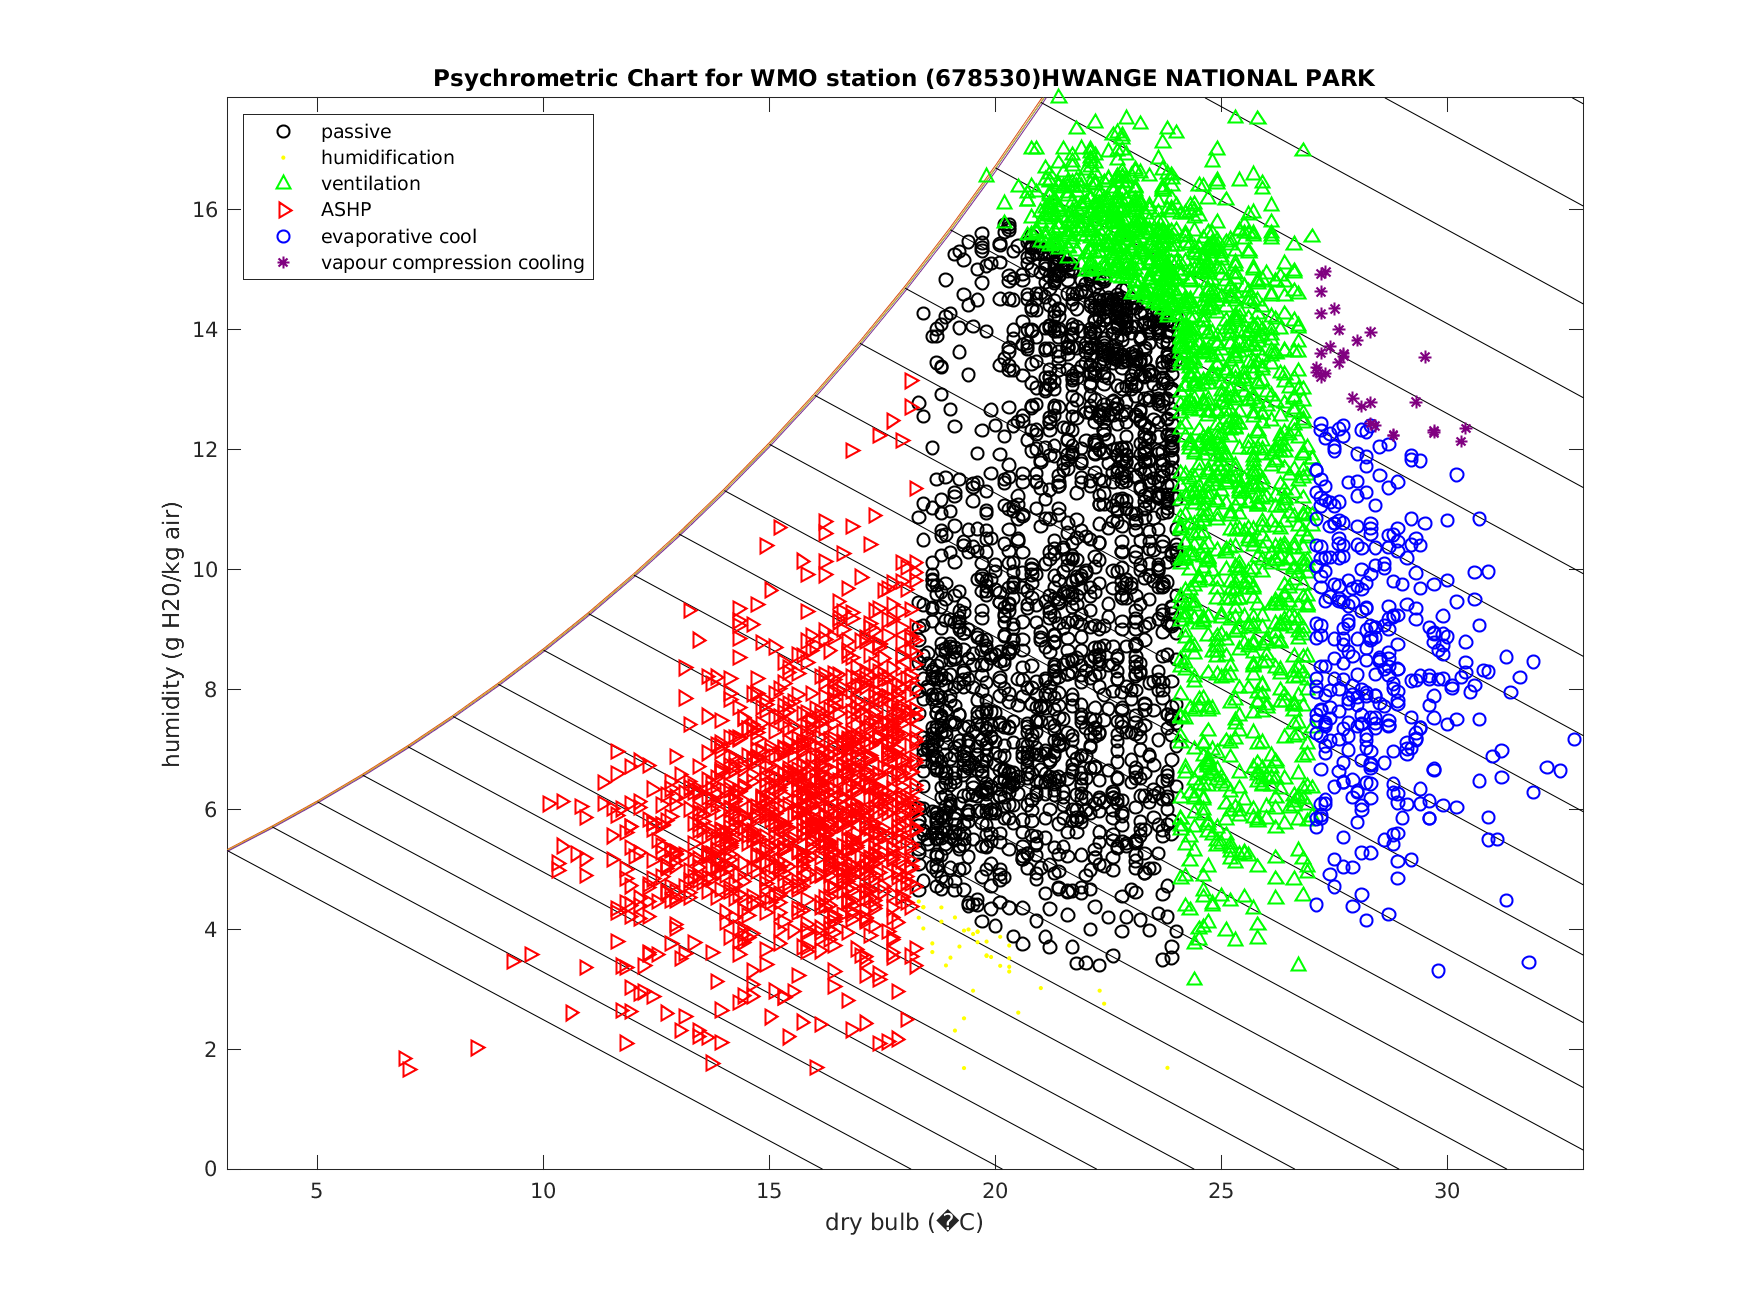 Psychrometric Chart for WMO station (678530)HWANGE NATIONAL PARK
passive
humidification
ventilation
ASHP
evaporative cool
vapour compression cooling
humidity (g H20/kg air)
16
14
12
10
8
6
4
2
0
5 10 15 20 25 30
dry bulb (�C)